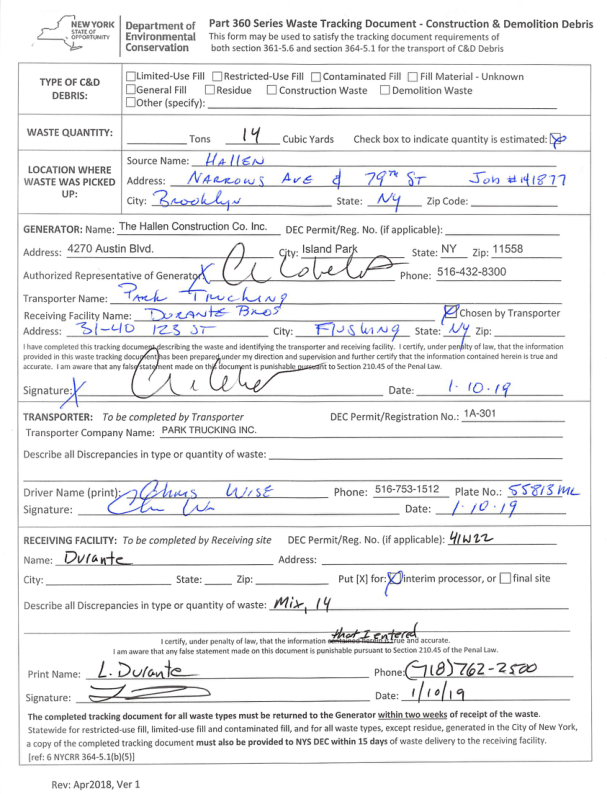 NEW YORK STATE OF OPPORTUNITY Department of Environmental Conservation
Part 360 Series Waste Tracking Document - Construction & Demolition Debris
This form may be used to satisfy the tracking document requirements of
both section 361-5.6 and section 364-5.1 for the transport of C&D Debris
TYPE OF C&D DEBRIS:
Limited-Use Fill Restricted-Use Fill Contaminated Fill Fill Material - Unknown
General Fill Residue Construction Waste Demolition Waste
Other (specify):
WASTE QUANTITY: Tons 14 Cubic Yards Check box to indicate quantity is estimated:
LOCATION WHERE WASTE WAS PICKED UP:
Source Name: HALLEN
Address: NARROWS AVE & 79TH ST Job #141877
City: Brooklyn State: NY Zip Code:
GENERATOR: Name: The Hallen Construction Co. Inc. DEC Permit/Reg. No. (if applicable):
Address: 4270 Austin Blvd. City: Island Park State: NY Zip: 11558
Authorized Representative of Generator: X Phone: 516-432-8300
Transporter Name: Park Trucking
Receiving Facility Name: DURANTE BROS Chosen by Transporter
Address: 31-40 123 ST City: FLUSHING State: NY Zip:
I have completed this tracking document describing the waste and identifying the transporter and receiving facility. I certify, under penalty of law, that the information
provided in this waste tracking document has been prepared under my direction and supervision and further certify that the information contained herein is true and
accurate. I am aware that any false statement made on this document is punishable pursuant to Section 210.45 of the Penal Law.
Signature: X Date: 1-10-19
TRANSPORTER: To be completed by Transporter DEC Permit/Registration No.: 1A-301
Transporter Company Name: PARK TRUCKING INC.
Describe all Discrepancies in type or quantity of waste:
Driver Name (print): Chris WISE Phone: 516-753-1512 Plate No.: 55813ML
Signature: Date: 1-10-19
RECEIVING FACILITY: To be completed by Receiving site DEC Permit/Reg. No. (if applicable): 41W22
Name: Durante Address:
City: State: Zip: Put [X] for: interim processor, or final site
Describe all Discrepancies in type or quantity of waste: Mix, 14
that I entered
I certify, under penalty of law, that the information contained herein is true and accurate.
I am aware that any false statement made on this document is punishable pursuant to Section 210.45 of the Penal Law.
Print Name: L. Durante Phone: (718)762-2500
Signature: Date: 1/10/19
The completed tracking document for all waste types must be returned to the Generator within two weeks of receipt of the waste.
Statewide for restricted-use fill, limited-use fill and contaminated fill, and for all waste types, except residue, generated in the City of New York,
a copy of the completed tracking document must also be provided to NYS DEC within 15 days of waste delivery to the receiving facility.
[ref: 6 NYCRR 364-5.1(b)(5)]
Rev: Apr2018, Ver 1